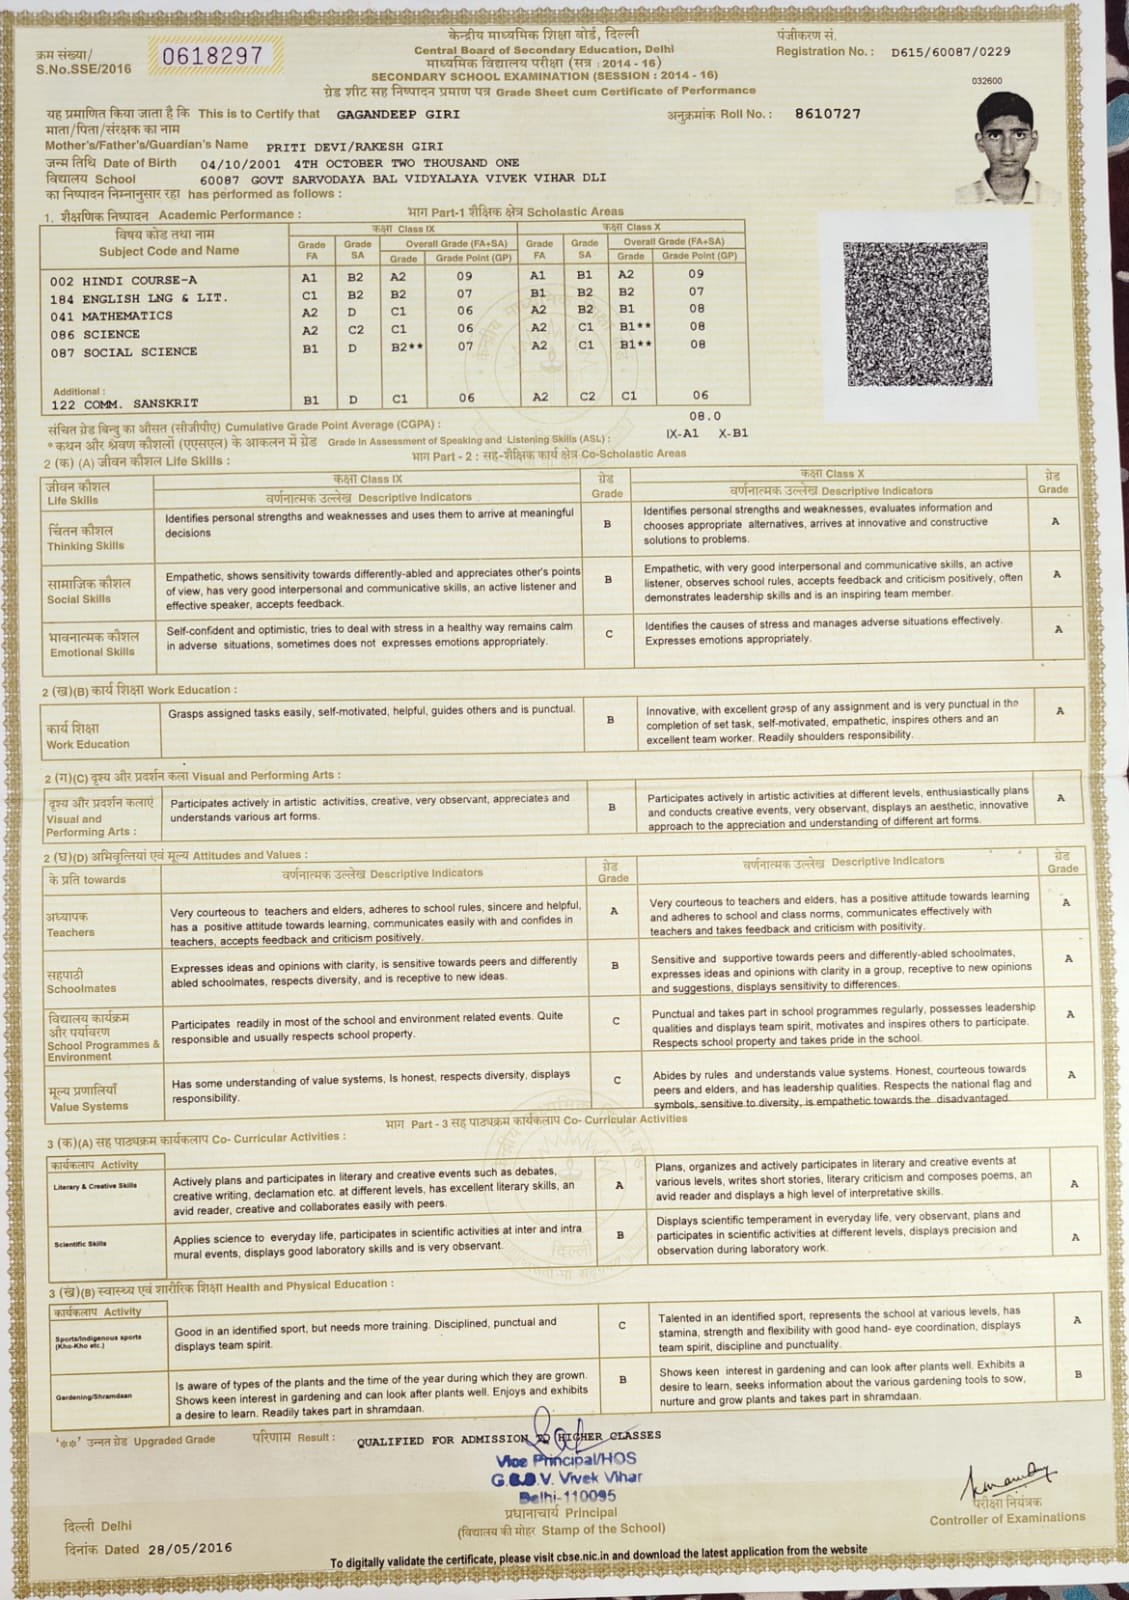 केन्द्रीय माध्यमिक शिक्षा बोर्ड, दिल्ली
Central Board of Secondary Education, Delhi
माध्यमिक विद्यालय परीक्षा (सत्र : 2014 - 16)
SECONDARY SCHOOL EXAMINATION (SESSION : 2014 - 16)
ग्रेड शीट सह निष्पादन प्रमाण पत्र Grade Sheet cum Certificate of Performance
क्रम संख्या/
S.No.SSE/2016 0618297
पंजीकरण सं.
Registration No. : D615/60087/0229
032600
यह प्रमाणित किया जाता है कि This is to Certify that GAGANDEEP GIRI अनुक्रमांक Roll No. : 8610727
माता/पिता/संरक्षक का नाम
Mother's/Father's/Guardian's Name PRITI DEVI/RAKESH GIRI
जन्म तिथि Date of Birth 04/10/2001 4TH OCTOBER TWO THOUSAND ONE
विद्यालय School 60087 GOVT SARVODAYA BAL VIDYALAYA VIVEK VIHAR DLI
का निष्पादन निम्नानुसार रहा has performed as follows :
1. शैक्षणिक निष्पादन Academic Performance : भाग Part-1 शैक्षिक क्षेत्र Scholastic Areas
विषय कोड तथा नाम
Subject Code and Name
कक्षा Class IX कक्षा Class X
Grade FA Grade SA Overall Grade (FA+SA) Grade FA Grade SA Overall Grade (FA+SA)
Grade Grade Point (GP) Grade Grade Point (GP)
002 HINDI COURSE-A A1 B2 A2 09 A1 B1 A2 09
184 ENGLISH LNG & LIT. C1 B2 B2 07 B1 B2 B2 07
041 MATHEMATICS A2 D C1 06 A2 B2 B1 08
086 SCIENCE A2 C2 C1 06 A2 C1 B1** 08
087 SOCIAL SCIENCE B1 D B2** 07 A2 C1 B1** 08
Additional :
122 COMM. SANSKRIT B1 D C1 06 A2 C2 C1 06
संचित ग्रेड बिन्दु का औसत (सीजीपीए) Cumulative Grade Point Average (CGPA) : 08.0
* कथन और श्रवण कौशलों (एएसएल) के आकलन में ग्रेड Grade in Assessment of Speaking and Listening Skills (ASL) : IX-A1 X-B1
2 (क) (A) जीवन कौशल Life Skills : भाग Part - 2 : सह-शैक्षिक कार्य क्षेत्र Co-Scholastic Areas
जीवन कौशल
Life Skills
कक्षा Class IX
वर्णनात्मक उल्लेख Descriptive Indicators
ग्रेड
Grade
कक्षा Class X
वर्णनात्मक उल्लेख Descriptive Indicators
ग्रेड
Grade
चिंतन कौशल
Thinking Skills
Identifies personal strengths and weaknesses and uses them to arrive at meaningful
decisions
B
Identifies personal strengths and weaknesses, evaluates information and
chooses appropriate alternatives, arrives at innovative and constructive
solutions to problems.
A
सामाजिक कौशल
Social Skills
Empathetic, shows sensitivity towards differently-abled and appreciates other's points
of view, has very good interpersonal and communicative skills, an active listener and
effective speaker, accepts feedback.
B
Empathetic, with very good interpersonal and communicative skills, an active
listener, observes school rules, accepts feedback and criticism positively, often
demonstrates leadership skills and is an inspiring team member.
A
भावनात्मक कौशल
Emotional Skills
Self-confident and optimistic, tries to deal with stress in a healthy way remains calm
in adverse situations, sometimes does not expresses emotions appropriately.
C
Identifies the causes of stress and manages adverse situations effectively.
Expresses emotions appropriately.
A
2 (ख)(B) कार्य शिक्षा Work Education :
कार्य शिक्षा
Work Education
Grasps assigned tasks easily, self-motivated, helpful, guides others and is punctual.
B
Innovative, with excellent grasp of any assignment and is very punctual in the
completion of set task, self-motivated, empathetic, inspires others and an
excellent team worker. Readily shoulders responsibility.
A
2 (ग)(C) दृश्य और प्रदर्शन कला Visual and Performing Arts :
दृश्य और प्रदर्शन कलाएं
Visual and
Performing Arts :
Participates actively in artistic activities, creative, very observant, appreciates and
understands various art forms.
B
Participates actively in artistic activities at different levels, enthusiastically plans
and conducts creative events, very observant, displays an aesthetic, innovative
approach to the appreciation and understanding of different art forms.
A
2 (घ)(D) अभिवृत्तियां एवं मूल्य Attitudes and Values :
के प्रति towards
वर्णनात्मक उल्लेख Descriptive Indicators
ग्रेड
Grade
वर्णनात्मक उल्लेख Descriptive Indicators
ग्रेड
Grade
अध्यापक
Teachers
Very courteous to teachers and elders, adheres to school rules, sincere and helpful,
has a positive attitude towards learning, communicates easily with and confides in
teachers, accepts feedback and criticism positively.
A
Very courteous to teachers and elders, has a positive attitude towards learning
and adheres to school and class norms, communicates effectively with
teachers and takes feedback and criticism with positivity.
A
सहपाठी
Schoolmates
Expresses ideas and opinions with clarity, is sensitive towards peers and differently
abled schoolmates, respects diversity, and is receptive to new ideas.
B
Sensitive and supportive towards peers and differently-abled schoolmates,
expresses ideas and opinions with clarity in a group, receptive to new opinions
and suggestions, displays sensitivity to differences.
A
विद्यालय कार्यक्रम
और पर्यावरण
School Programmes &
Environment
Participates readily in most of the school and environment related events. Quite
responsible and usually respects school property.
C
Punctual and takes part in school programmes regularly, possesses leadership
qualities and displays team spirit, motivates and inspires others to participate.
Respects school property and takes pride in the school.
A
मूल्य प्रणालियाँ
Value Systems
Has some understanding of value systems, Is honest, respects diversity, displays
responsibility.
C
Abides by rules and understands value systems. Honest, courteous towards
peers and elders, and has leadership qualities. Respects the national flag and
symbols, sensitive to diversity, is empathetic towards the disadvantaged
A
भाग Part - 3 सह पाठ्यक्रम कार्यकलाप Co- Curricular Activities
3 (क)(A) सह पाठ्यक्रम कार्यकलाप Co- Curricular Activities :
कार्यकलाप Activity
Literary & Creative Skills
Actively plans and participates in literary and creative events such as debates,
creative writing, declamation etc. at different levels, has excellent literary skills, an
avid reader, creative and collaborates easily with peers.
A
Plans, organizes and actively participates in literary and creative events at
various levels, writes short stories, literary criticism and composes poems, an
avid reader and displays a high level of interpretative skills.
A
Scientific Skills
Applies science to everyday life, participates in scientific activities at inter and intra
mural events, displays good laboratory skills and is very observant.
B
Displays scientific temperament in everyday life, very observant, plans and
participates in scientific activities at different levels, displays precision and
observation during laboratory work.
A
3 (ख)(B) स्वास्थ्य एवं शारीरिक शिक्षा Health and Physical Education :
कार्यकलाप Activity
Sports/Indigenous sports
(Kho-Kho etc.)
Good in an identified sport, but needs more training. Disciplined, punctual and
displays team spirit.
C
Talented in an identified sport, represents the school at various levels, has
stamina, strength and flexibility with good hand- eye coordination, displays
team spirit, discipline and punctuality.
A
Gardening/Shramdaan
Is aware of types of the plants and the time of the year during which they are grown.
Shows keen interest in gardening and can look after plants well. Enjoys and exhibits
a desire to learn. Readily takes part in shramdaan.
B
Shows keen interest in gardening and can look after plants well. Exhibits a
desire to learn, seeks information about the various gardening tools to sow,
nurture and grow plants and takes part in shramdaan.
B
'**' उन्नत ग्रेड Upgraded Grade परिणाम Result : QUALIFIED FOR ADMISSION TO HIGHER CLASSES
Vice Principal/HOS
G.S.B.V. Vivek Vihar
Delhi-110095
प्रधानाचार्य Principal
(विद्यालय की मोहर Stamp of the School)
परीक्षा नियंत्रक
Controller of Examinations
दिल्ली Delhi
दिनांक Dated 28/05/2016
To digitally validate the certificate, please visit cbse.nic.in and download the latest application from the website